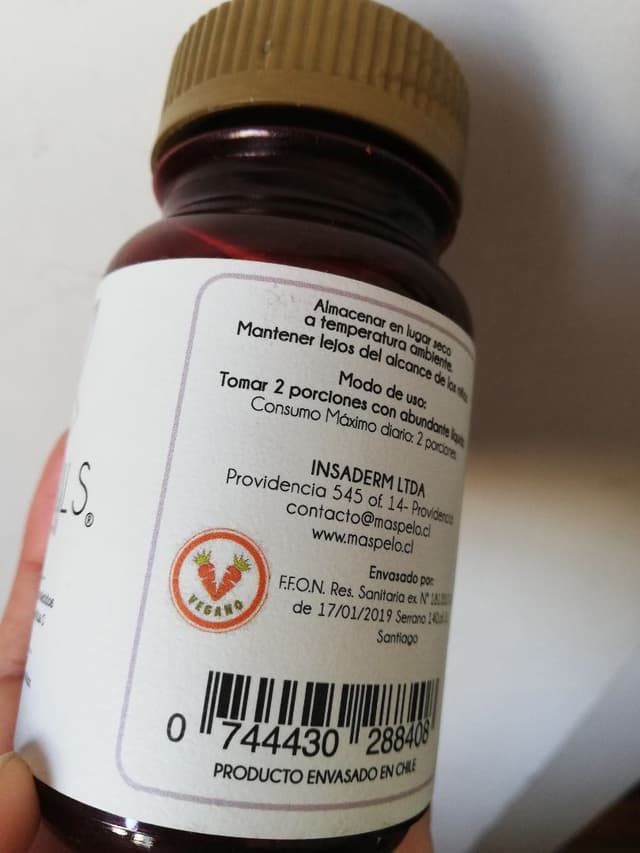 LS®
Almacenar en lugar seco
a temperatura ambiente.
Mantener lejos del alcance de los niños
Modo de uso:
Tomar 2 porciones con abundante líquido
Consumo Máximo diario: 2 porciones
INSADERM LTDA
Providencia 545 of. 14- Providencia
contacto@maspelo.cl
www.maspelo.cl
VEGANO
Envasado por:
F.F.O.N. Res. Sanitaria ex. N°
de 17/01/2019 Serrano
Santiago
0 744430 288408
PRODUCTO ENVASADO EN CHILE